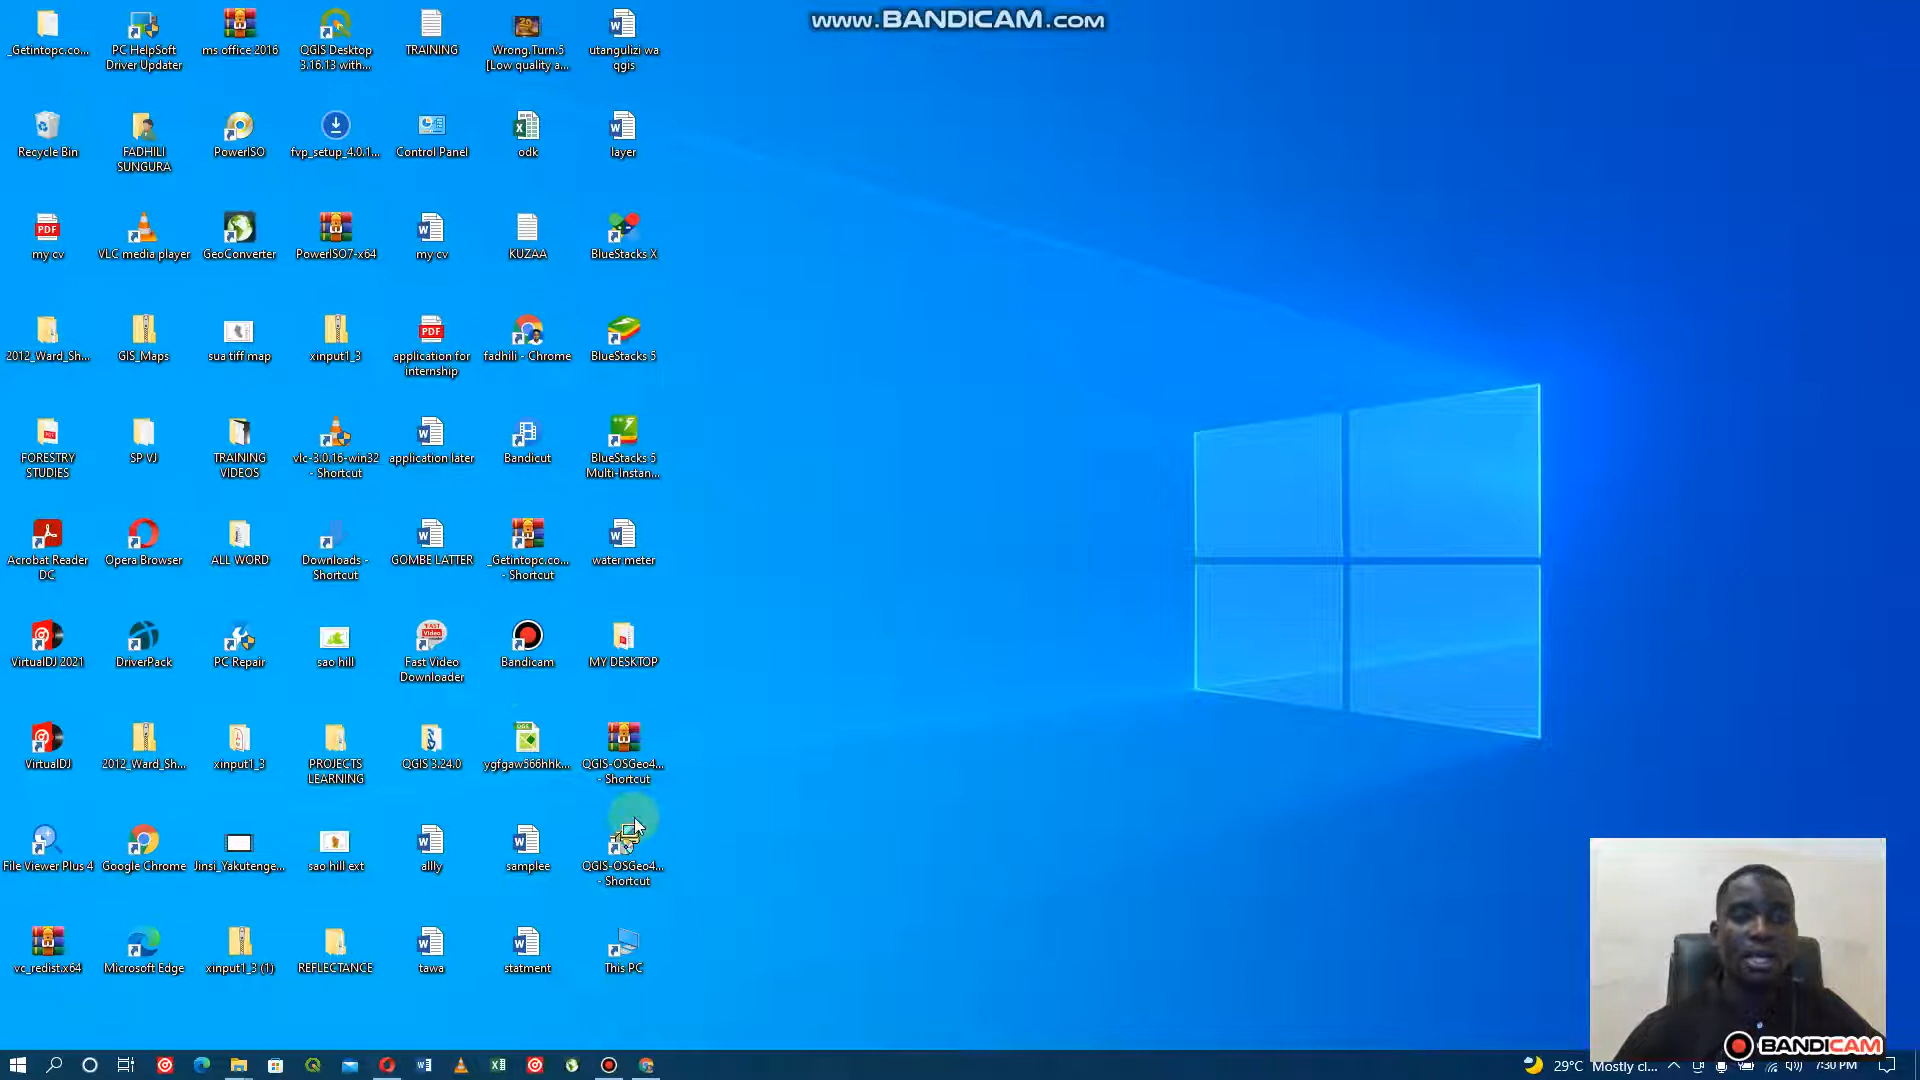 www.BANDICAM.com
_Getintopc.co...
PC HelpSoft
Driver Updater
ms office 2016
QGIS Desktop
3.16.13 with...
TRAINING
Wrong.Turn.5
[Low quality a...
utangulizi wa
qgis
Recycle Bin
FADHILI
SUNGURA
PowerISO
fvp_setup_4.0.1...
Control Panel
odk
layer
PDF
my cv
VLC media player
GeoConverter
PowerISO7-x64
my cv
KUZAA
BlueStacks X
2012_Ward_Sh...
GIS_Maps
sua tiff map
xinput1_3
PDF
application for
internship
fadhili - Chrome
BlueStacks 5
FORESTRY
STUDIES
SP VJ
TRAINING
VIDEOS
vlc-3.0.16-win32
- Shortcut
application later
Bandicut
BlueStacks 5
Multi-Instan...
Acrobat Reader
DC
Opera Browser
ALL WORD
Downloads -
Shortcut
GOMBE LATTER
_Getintopc.co...
- Shortcut
water meter
VirtualDJ 2021
DriverPack
PC Repair
sao hill
Fast Video
Downloader
Bandicam
MY DESKTOP
VirtualDJ
2012_Ward_Sh...
xinput1_3
PROJECTS
LEARNING
QGIS 3.24.0
ygfgaw566hhk...
QGIS-OSGeo4...
- Shortcut
File Viewer Plus 4
Google Chrome
Jinsi_Yakutenge...
sao hill ext
allly
samplee
QGIS-OSGeo4...
- Shortcut
vc_redist.x64
Microsoft Edge
xinput1_3 (1)
REFLECTANCE
tawa
statment
This PC
BANDICAM
29°C Mostly cl...
7:30 PM